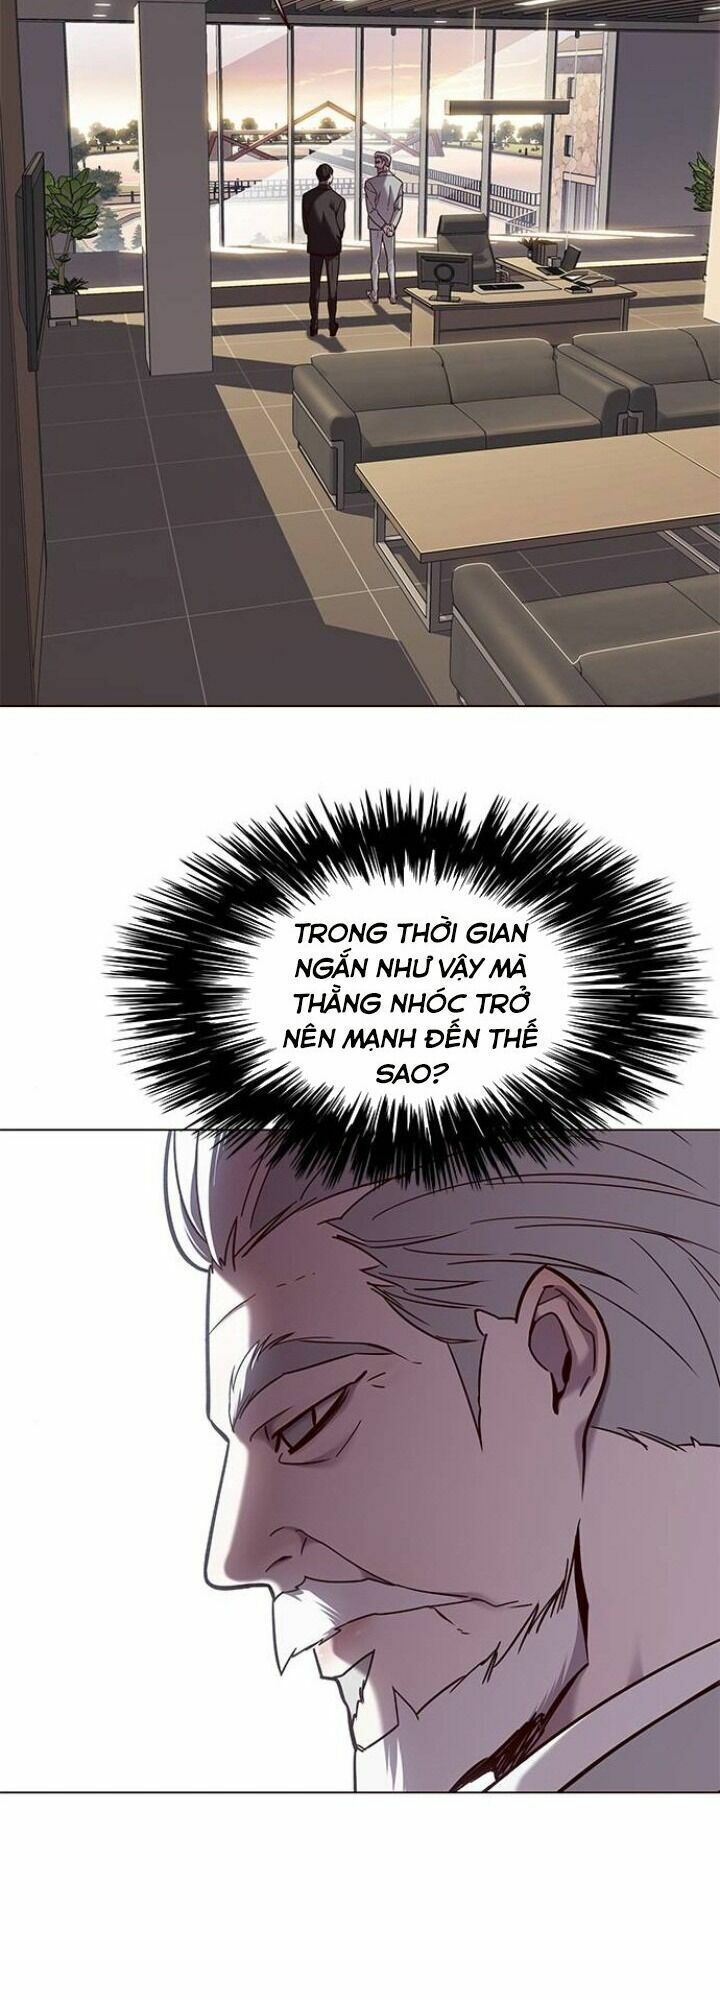 TRONG THỜI GIAN
NGẮN NHƯ VẬY MÀ
THẰNG NHÓC TRỞ
NÊN MẠNH ĐẾN THẾ
SAO?